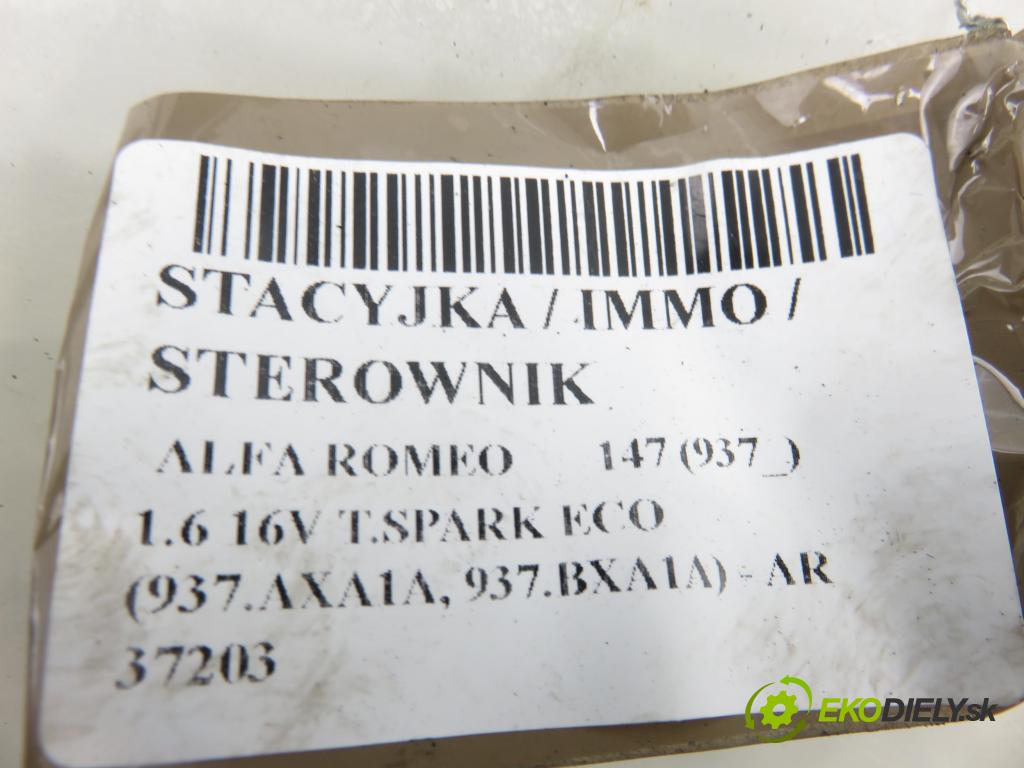 STACYJKA / IMMO /
STEROWNIK
ALFA ROMEO 147 (937_)
1.6 16V T.SPARK ECO
(937.AXA1A, 937.BXA1A) - AR
37203
EKODIELY.sk